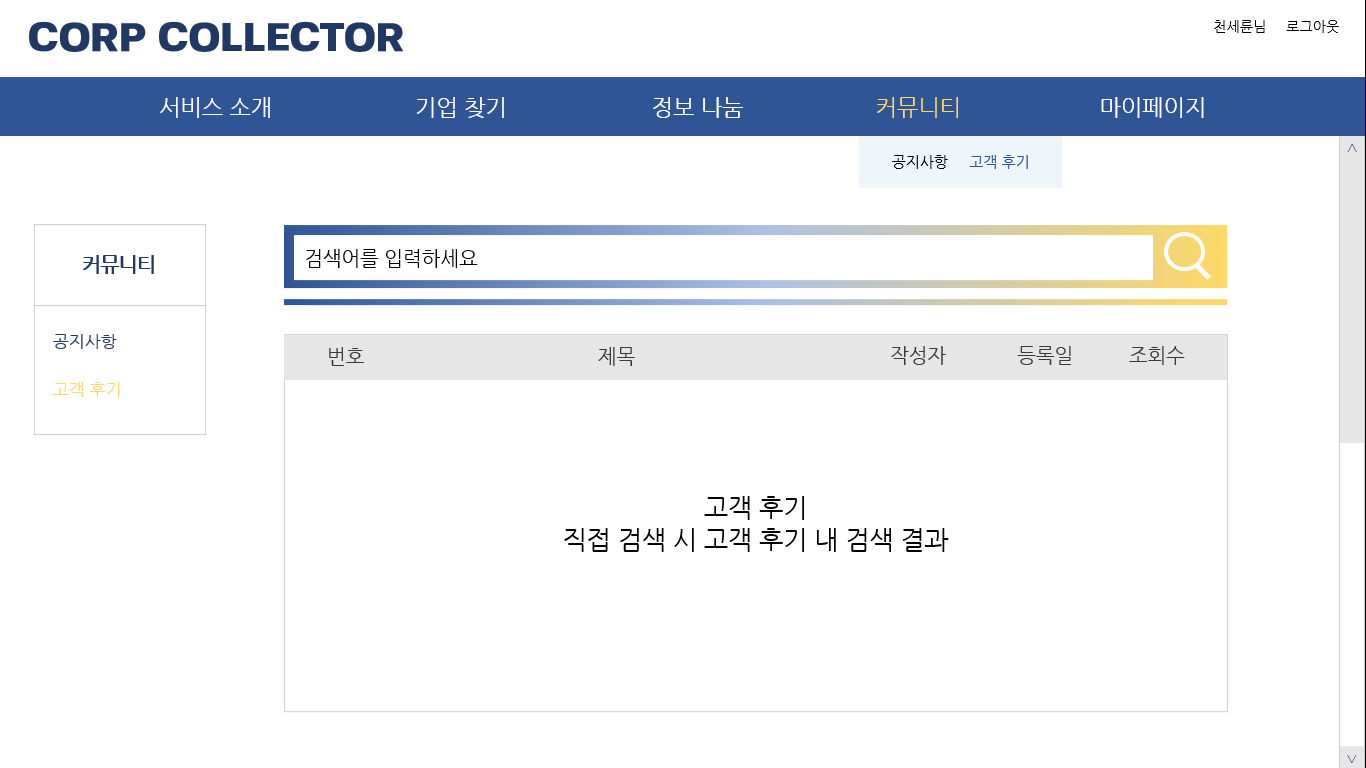 CORP COLLECTOR
천세륜님 로그아웃
서비스 소개 기업 찾기 정보 나눔 커뮤니티 마이페이지
공지사항 고객 후기
커뮤니티
공지사항
고객 후기
검색어를 입력하세요
번호 제목 작성자 등록일 조회수
고객 후기
직접 검색 시 고객 후기 내 검색 결과